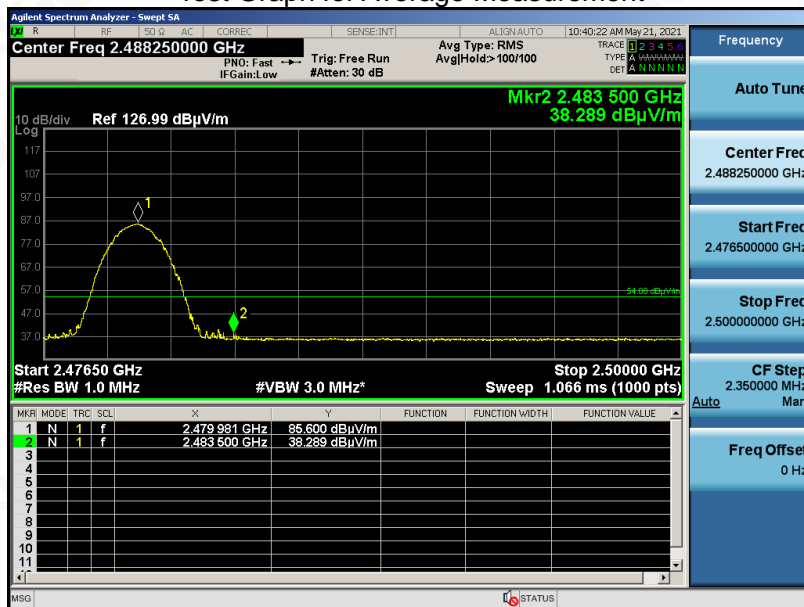 Test Graph for Average Measurement
Agilent Spectrum Analyzer - Swept SA
LXI R RF 50 Ω AC CORREC SENSE:INT ALIGN AUTO 10:40:22 AM May 21, 2021
Center Freq 2.488250000 GHz
PNO: Fast
IFGain:Low
Trig: Free Run
#Atten: 30 dB
Avg Type: RMS
Avg|Hold:>100/100
TRACE 1 2 3 4 5 6
TYPE A WWWWW
DET A N N N N N
Mkr2 2.483 500 GHz
38.289 dBµV/m
10 dB/div Ref 126.99 dBµV/m
Log
117
107
97.0
87.0
77.0
67.0
57.0
47.0
37.0
1
2
54.00 dBµV/m
Start 2.47650 GHz Stop 2.50000 GHz
#Res BW 1.0 MHz #VBW 3.0 MHz* Sweep 1.066 ms (1000 pts)
MKR MODE TRC SCL X Y FUNCTION FUNCTION WIDTH FUNCTION VALUE
1 N 1 f 2.479 981 GHz 85.600 dBµV/m
2 N 1 f 2.483 500 GHz 38.289 dBµV/m
3
4
5
6
7
8
9
10
11
MSG STATUS
Frequency
Auto Tune
Center Freq
2.488250000 GHz
Start Freq
2.476500000 GHz
Stop Freq
2.500000000 GHz
CF Step
2.350000 MHz
Auto Man
Freq Offset
0 Hz